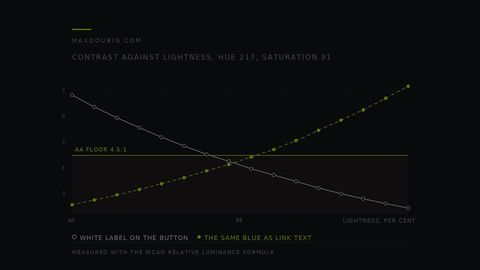 MAXDOURIN.COM
CONTRAST AGAINST LIGHTNESS, HUE 217, SATURATION 91
7
6
5
AA FLOOR 4.5:1
4
3
40
55
LIGHTNESS, PER CENT
WHITE LABEL ON THE BUTTON
THE SAME BLUE AS LINK TEXT
MEASURED WITH THE WCAG RELATIVE LUMINANCE FORMULA